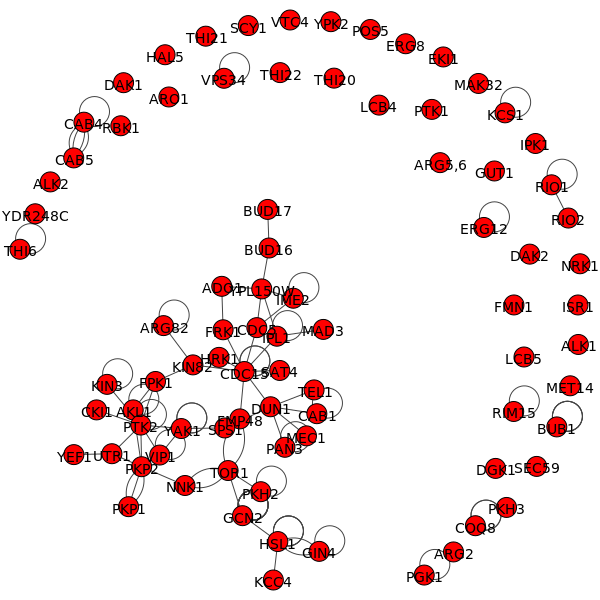 VTC4
YPK2
SCY1
POS5
THI21
ERG8
HAL5
EKI1
THI22
VPS34
THI20
DAK1
MAK32
ARO1
LCB4
PTK1
KCS1
CAB4
RBK1
IPK1
CAB5
ARG5,6
GUT1
ALK2
RIO1
BUD17
YDR248C
RIO2
ERG12
THI6
BUD16
DAK2
NRK1
ADO1
YPL150W
IME2
FMN1
ISR1
ARG82
FRK1
CDC5
MAD3
IPL1
ALK1
HRK1
LCB5
KIN82
CDC15
SAT4
KIN3
PPK1
MET14
TEL1
CKI1
AKL1
DUN1
CAB1
RIM15
PTK2
YAK1
SPS1
BUB1
MEC1
PAN3
YEF1
UTR1
VIP1
PKP2
TOR1
DGK1
SEC59
NNK1
PKH2
PKP1
GCN2
PKH3
COQ8
HSL1
GIN4
ARG2
PGK1
KCC4